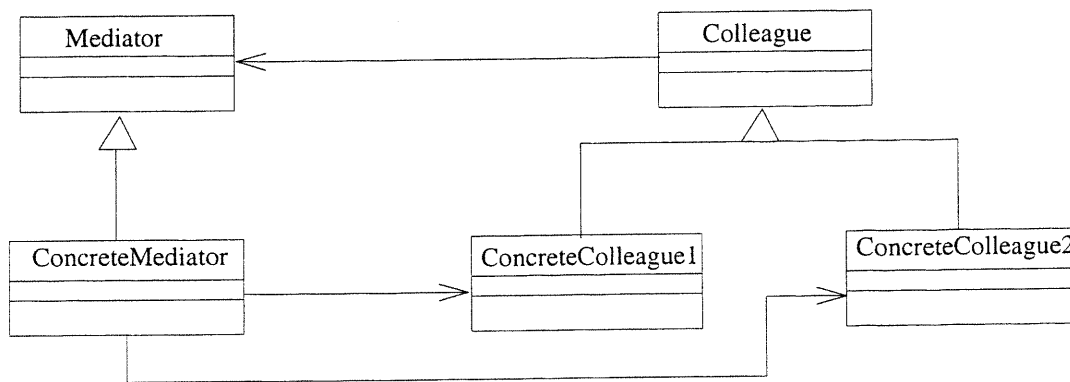 Mediator
Colleague
ConcreteMediator
ConcreteColleague1
ConcreteColleague2